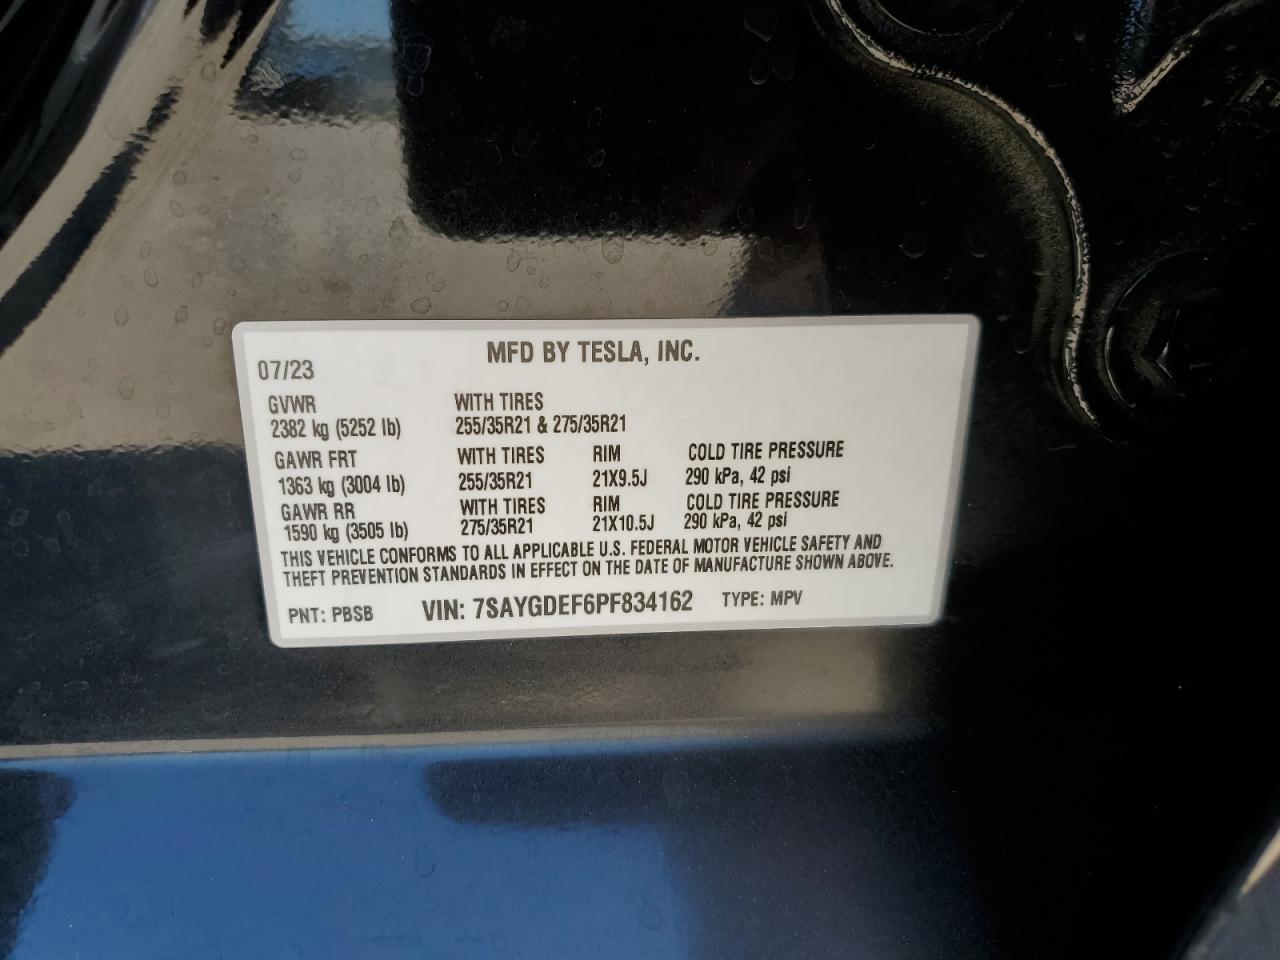 MFD BY TESLA, INC.
07/23
GVWR WITH TIRES
2382 kg (5252 lb) 255/35R21 & 275/35R21
GAWR FRT WITH TIRES RIM COLD TIRE PRESSURE
1363 kg (3004 lb) 255/35R21 21X9.5J 290 kPa, 42 psi
GAWR RR WITH TIRES RIM COLD TIRE PRESSURE
1590 kg (3505 lb) 275/35R21 21X10.5J 290 kPa, 42 psi
THIS VEHICLE CONFORMS TO ALL APPLICABLE U.S. FEDERAL MOTOR VEHICLE SAFETY AND
THEFT PREVENTION STANDARDS IN EFFECT ON THE DATE OF MANUFACTURE SHOWN ABOVE.
PNT: PBSB VIN: 7SAYGDEF6PF834162 TYPE: MPV